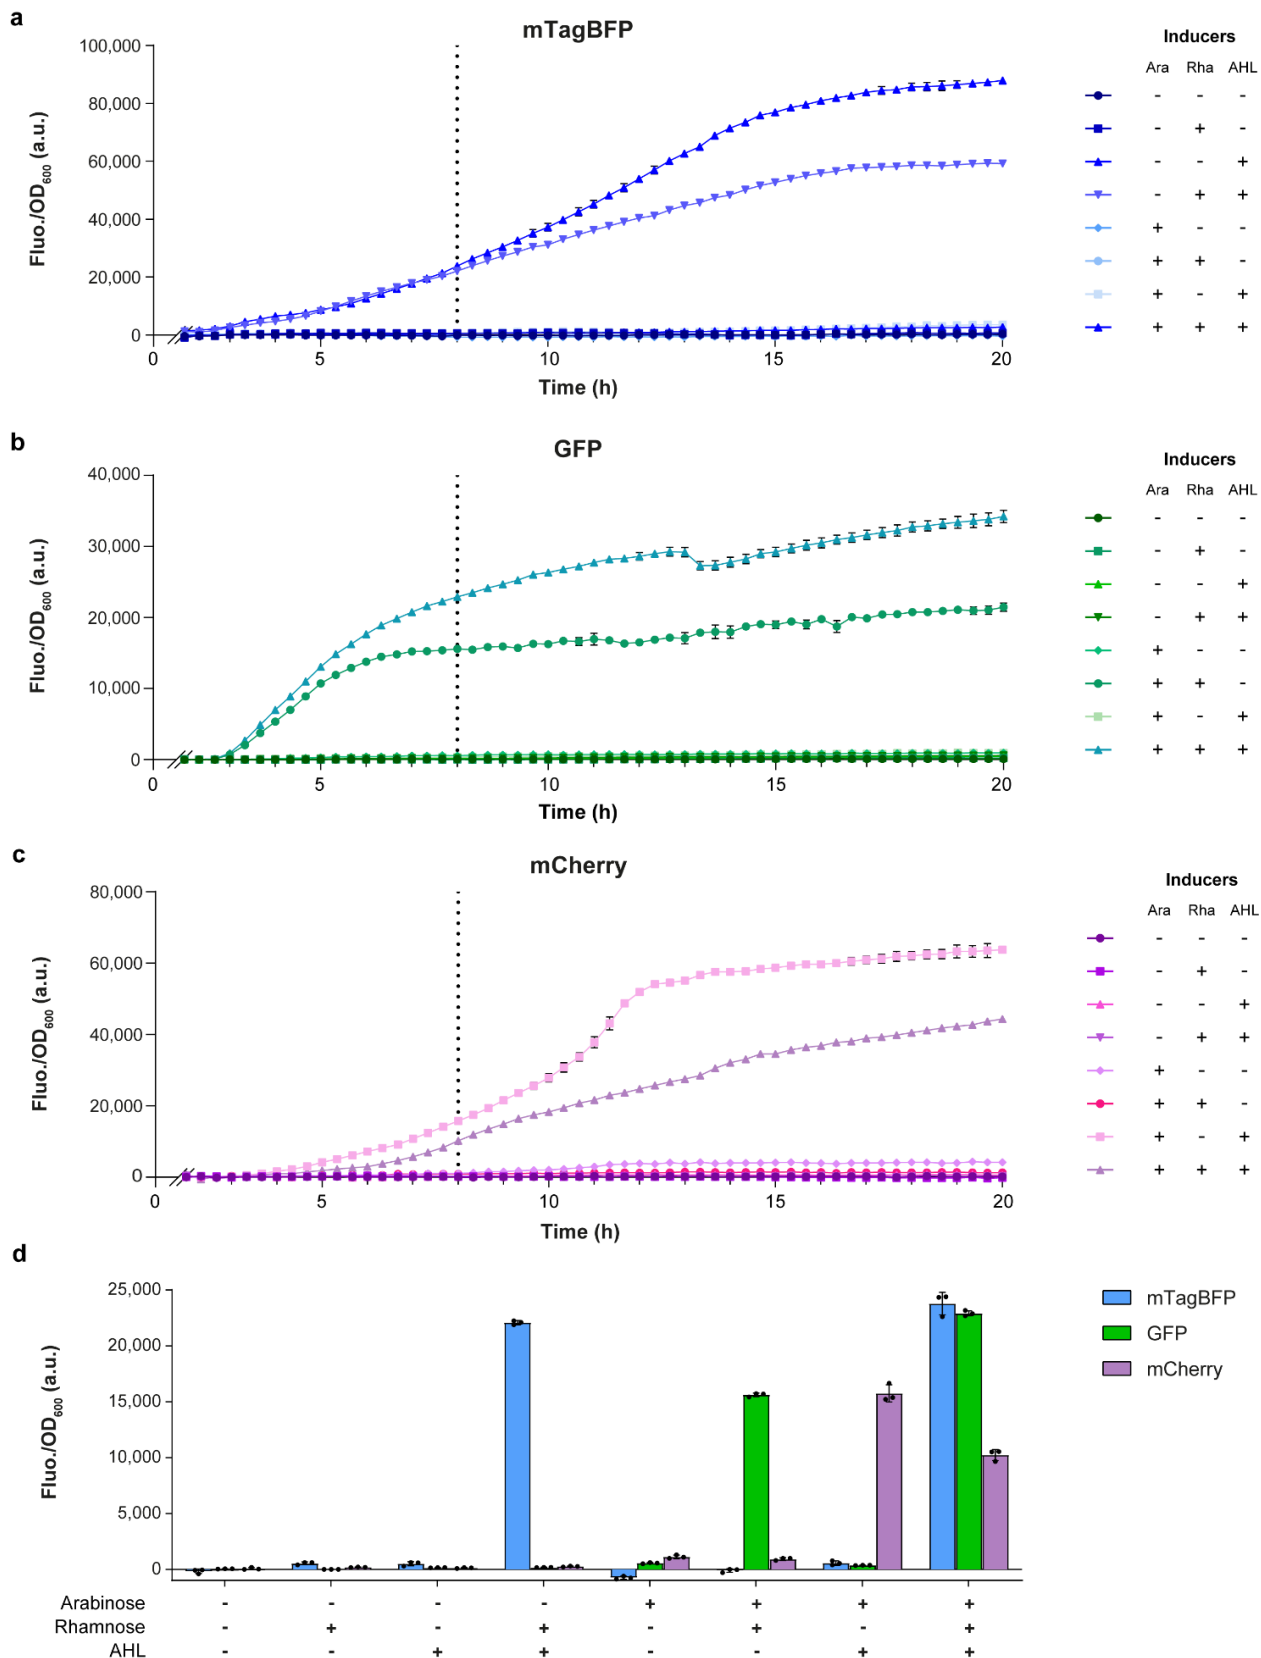 a
mTagBFP
100,000
80,000
60,000
40,000
20,000
0
Fluo./OD600 (a.u.)
0 5 10 15 20
Time (h)
Inducers
Ara Rha AHL
- - -
- + -
- - +
- + +
+ - -
+ + -
+ - +
+ + +
b
GFP
40,000
30,000
20,000
10,000
0
Fluo./OD600 (a.u.)
0 5 10 15 20
Time (h)
Inducers
Ara Rha AHL
- - -
- + -
- - +
- + +
+ - -
+ + -
+ - +
+ + +
c
mCherry
80,000
60,000
40,000
20,000
0
Fluo./OD600 (a.u.)
0 5 10 15 20
Time (h)
Inducers
Ara Rha AHL
- - -
- + -
- - +
- + +
+ - -
+ + -
+ - +
+ + +
d
25,000
20,000
15,000
10,000
5,000
0
Fluo./OD600 (a.u.)
mTagBFP
GFP
mCherry
Arabinose - - - - + + + +
Rhamnose - + - + - + - +
AHL - - + + - - + +